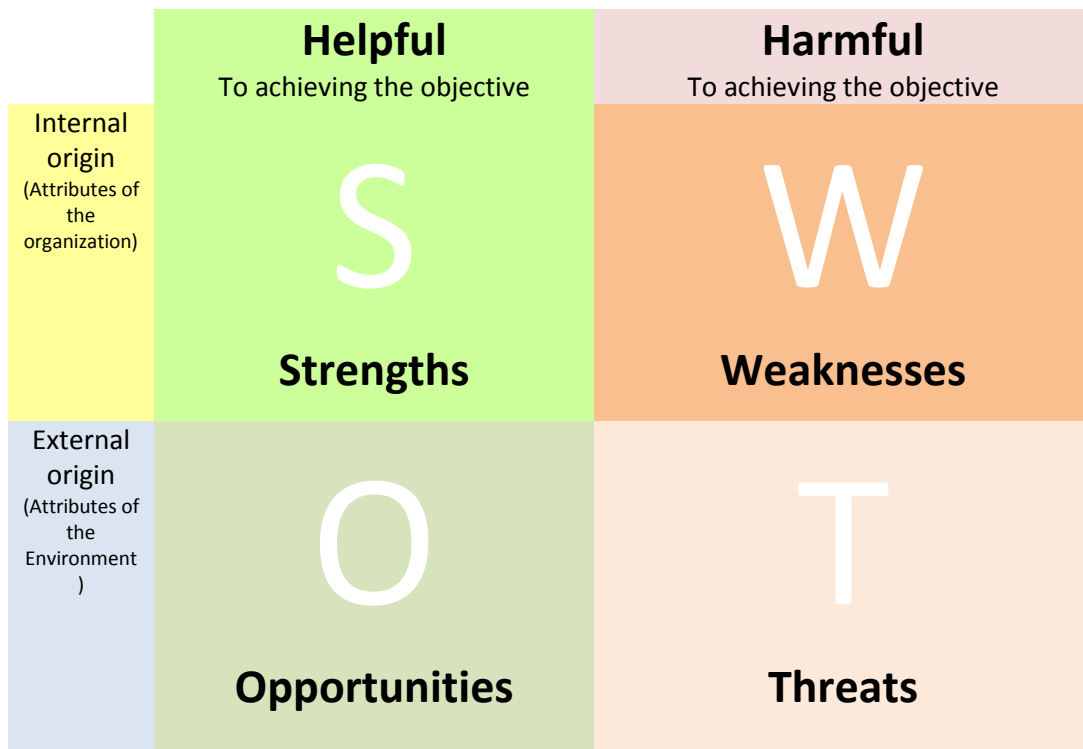 Helpful
To achieving the objective
Harmful
To achieving the objective
Internal
origin
(Attributes of
the
organization)
S
Strengths
W
Weaknesses
External
origin
(Attributes of
the
Environment
)
O
Opportunities
T
Threats